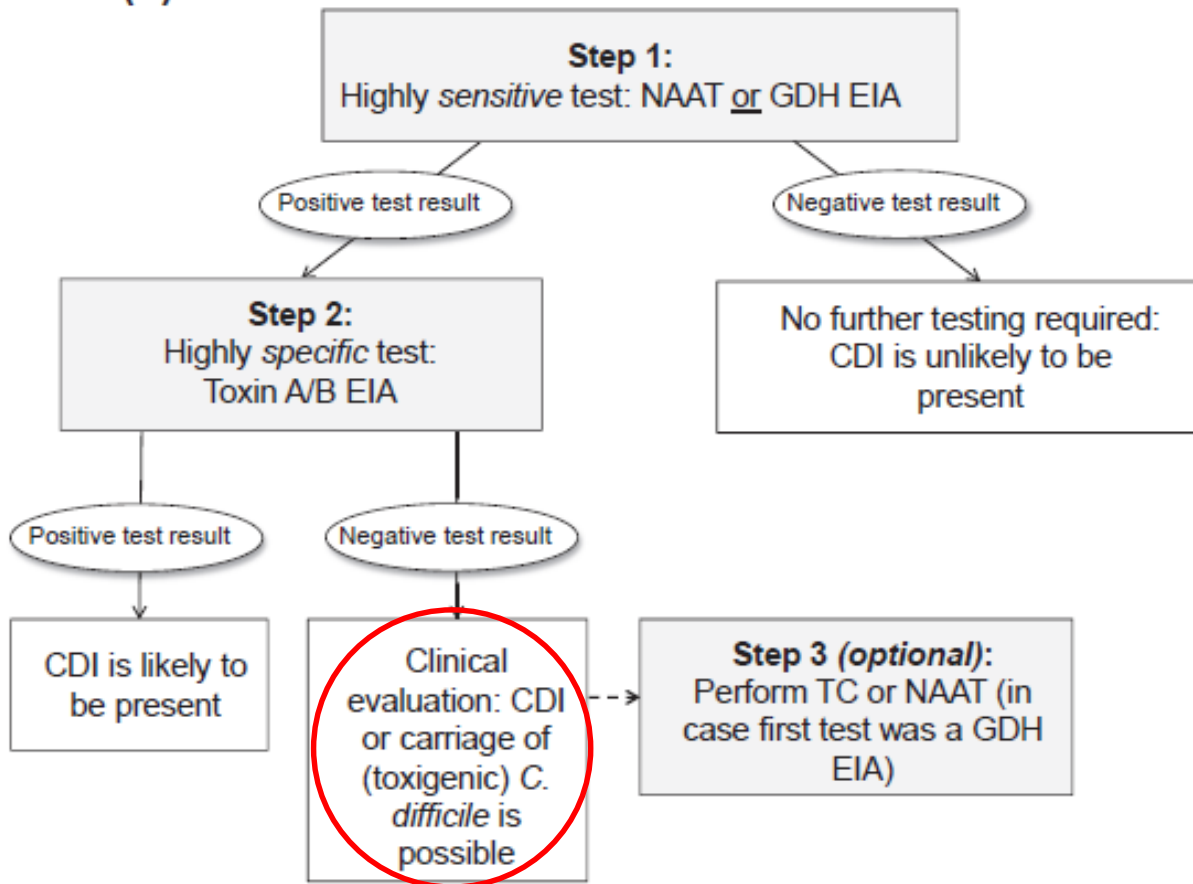 Step 1:
Highly sensitive test: NAAT or GDH EIA
Positive test result
Negative test result
Step 2:
Highly specific test:
Toxin A/B EIA
No further testing required:
CDI is unlikely to be
present
Positive test result
Negative test result
CDI is likely to
be present
Clinical
evaluation: CDI
or carriage of
(toxigenic) C.
difficile is
possible
Step 3 (optional):
Perform TC or NAAT (in
case first test was a GDH
EIA)